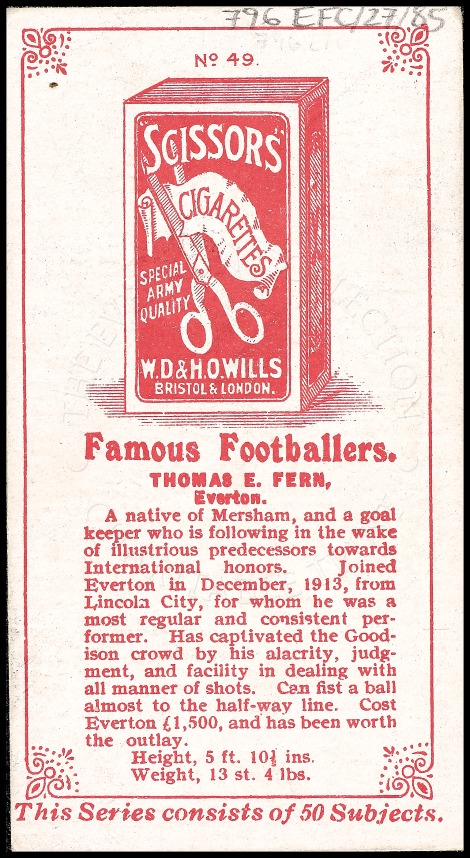 796 EFC/27/85
No 49.
"SCISSORS"
CIGARETTES
SPECIAL
ARMY
QUALITY
W.D.&H.O.WILLS
BRISTOL & LONDON.
Famous Footballers.
THOMAS E. FERN,
Everton.
A native of Mersham, and a goal
keeper who is following in the wake
of illustrious predecessors towards
International honors. Joined
Everton in December, 1913, from
Lincoln City, for whom he was a
most regular and consistent per-
former. Has captivated the Good-
ison crowd by his alacrity, judg-
ment, and facility in dealing with
all manner of shots. Can fist a ball
almost to the half-way line. Cost
Everton £1,500, and has been worth
the outlay.
Height, 5 ft. 10½ ins.
Weight, 13 st. 4 lbs.
This Series consists of 50 Subjects.